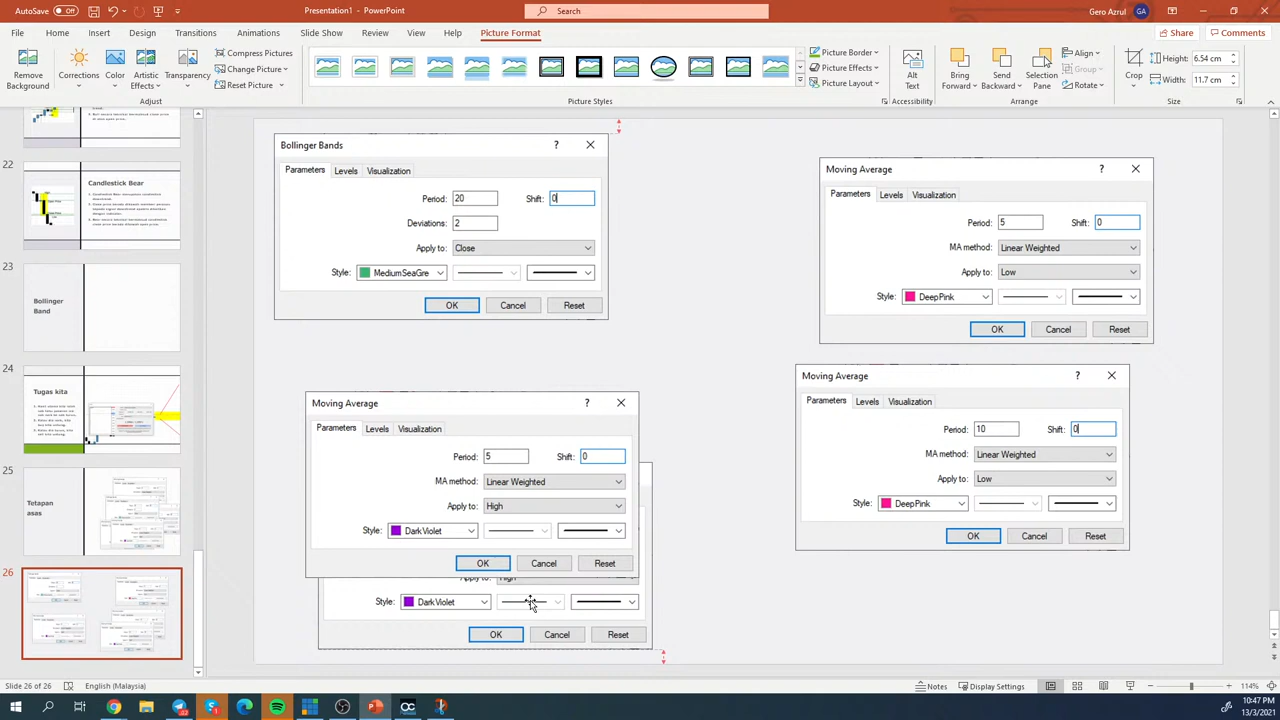 AutoSave Off
Presentation1 - PowerPoint
Search
Gero Azrul
GA
File Home Insert Design Transitions Animations Slide Show Review View Help Picture Format
Share
Comments
Remove Background
Corrections
Color
Artistic Effects
Transparency
Compress Pictures
Change Picture
Reset Picture
Adjust
Picture Styles
Picture Border
Picture Effects
Picture Layout
Alt Text
Accessibility
Bring Forward
Send Backward
Selection Pane
Align
Group
Rotate
Arrange
Crop
Height: 6.54 cm
Width: 11.7 cm
Size
22
Candlestick Bear
23
Bollinger
Band
24
Tugas kita
25
Tetapan
asas
26
Bollinger Bands
?
Parameters Levels Visualization
Period: 20 Shift: 0
Deviations: 2
Apply to: Close
Style: MediumSeaGre
OK Cancel Reset
Moving Average
?
Parameters Levels Visualization
Period: 5 Shift: 0
MA method: Linear Weighted
Apply to: Low
Style: DeepPink
OK Cancel Reset
Moving Average
?
Parameters Levels Visualization
Period: 5 Shift: 0
MA method: Linear Weighted
Apply to: High
Style: DarkViolet
OK Cancel Reset
Style: DarkViolet
OK Cancel Reset
Moving Average
?
Parameters Levels Visualization
Period: 10 Shift: 0
MA method: Linear Weighted
Apply to: Low
Style: DeepPink
OK Cancel Reset
Slide 26 of 26
English (Malaysia)
Notes
Display Settings
114%
10:47 PM
13/3/2021